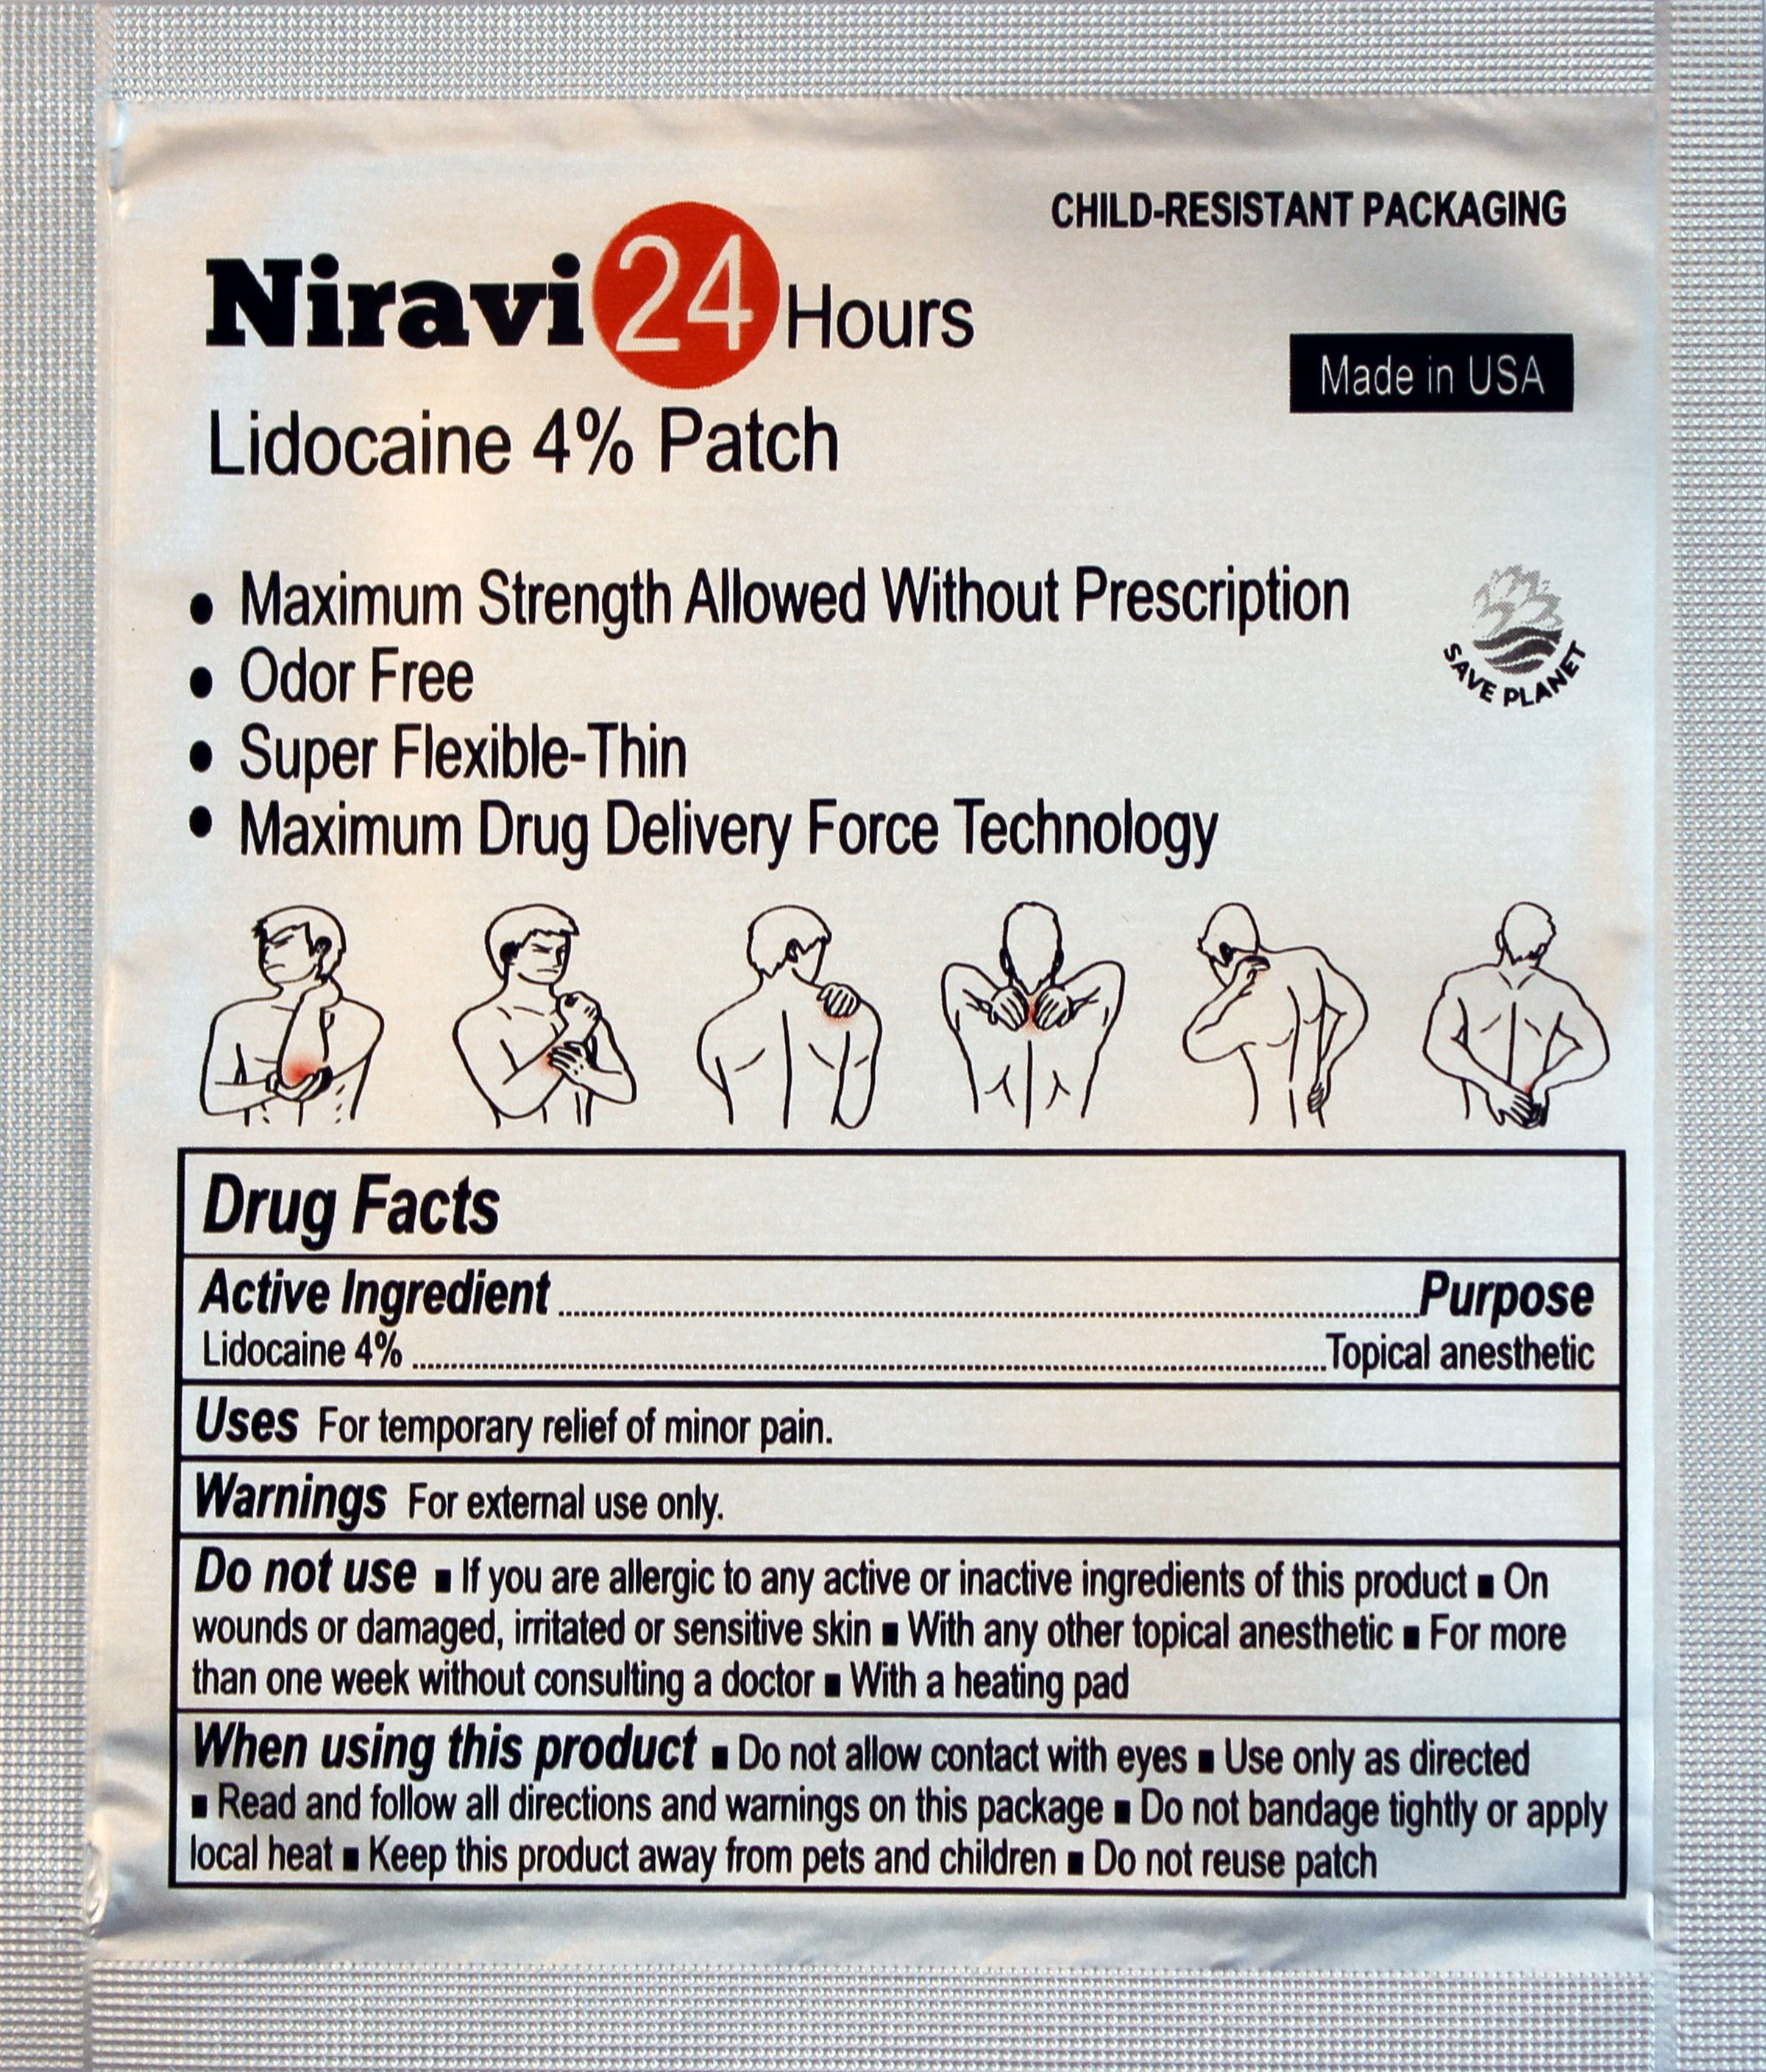 CHILD-RESISTANT PACKAGING
Niravi 24 Hours
Made in USA
Lidocaine 4% Patch
• Maximum Strength Allowed Without Prescription
• Odor Free
• Super Flexible-Thin
• Maximum Drug Delivery Force Technology
SAVE PLANET
Drug Facts
Active Ingredient ........ Purpose
Lidocaine 4% ........ Topical anesthetic
Uses For temporary relief of minor pain.
Warnings For external use only.
Do not use ■ If you are allergic to any active or inactive ingredients of this product ■ On
wounds or damaged, irritated or sensitive skin ■ With any other topical anesthetic ■ For more
than one week without consulting a doctor ■ With a heating pad
When using this product ■ Do not allow contact with eyes ■ Use only as directed
■ Read and follow all directions and warnings on this package ■ Do not bandage tightly or apply
local heat ■ Keep this product away from pets and children ■ Do not reuse patch